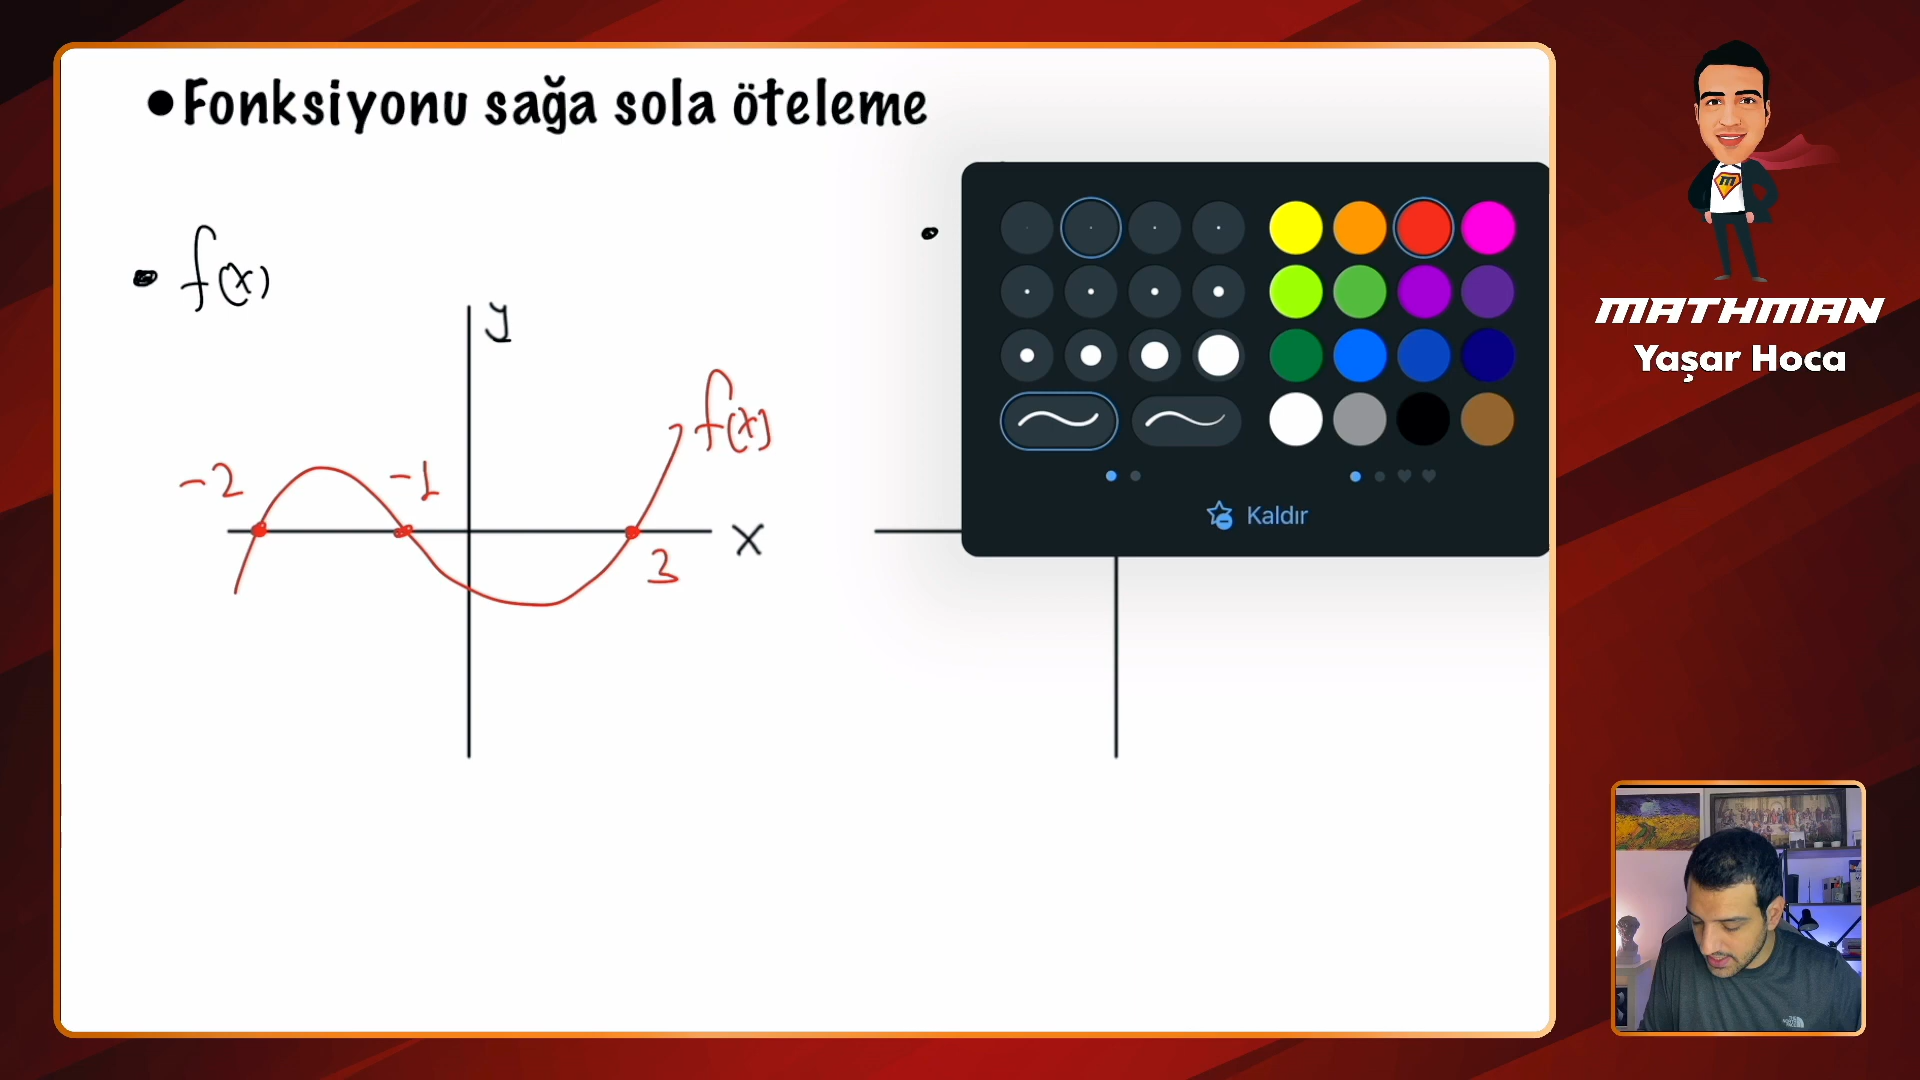 •Fonksiyonu sağa sola öteleme
• f(x)
y
f(x)
-2
-1
3
x
Kaldır
MATHMAN
Yaşar Hoca